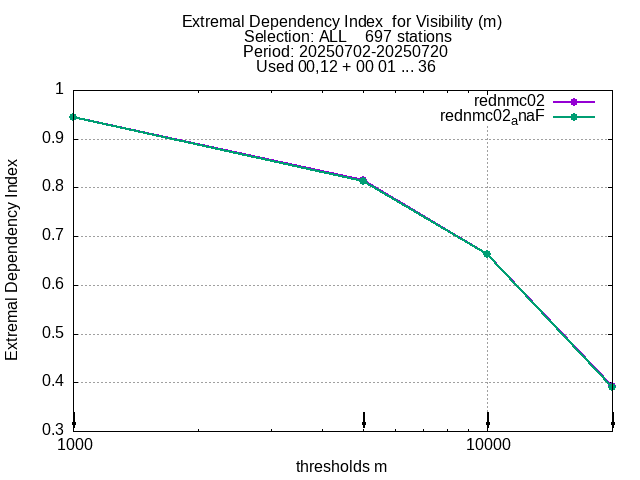 Extremal Dependency Index  for Visibility (m)
Selection: ALL    697 stations
Period: 20250702-20250720
Used 00,12 + 00 01 ... 36
rednmc02
rednmc02anaF
1
0.9
0.8
0.7
0.6
0.5
0.4
0.3
Extremal Dependency Index
1000
10000
thresholds m